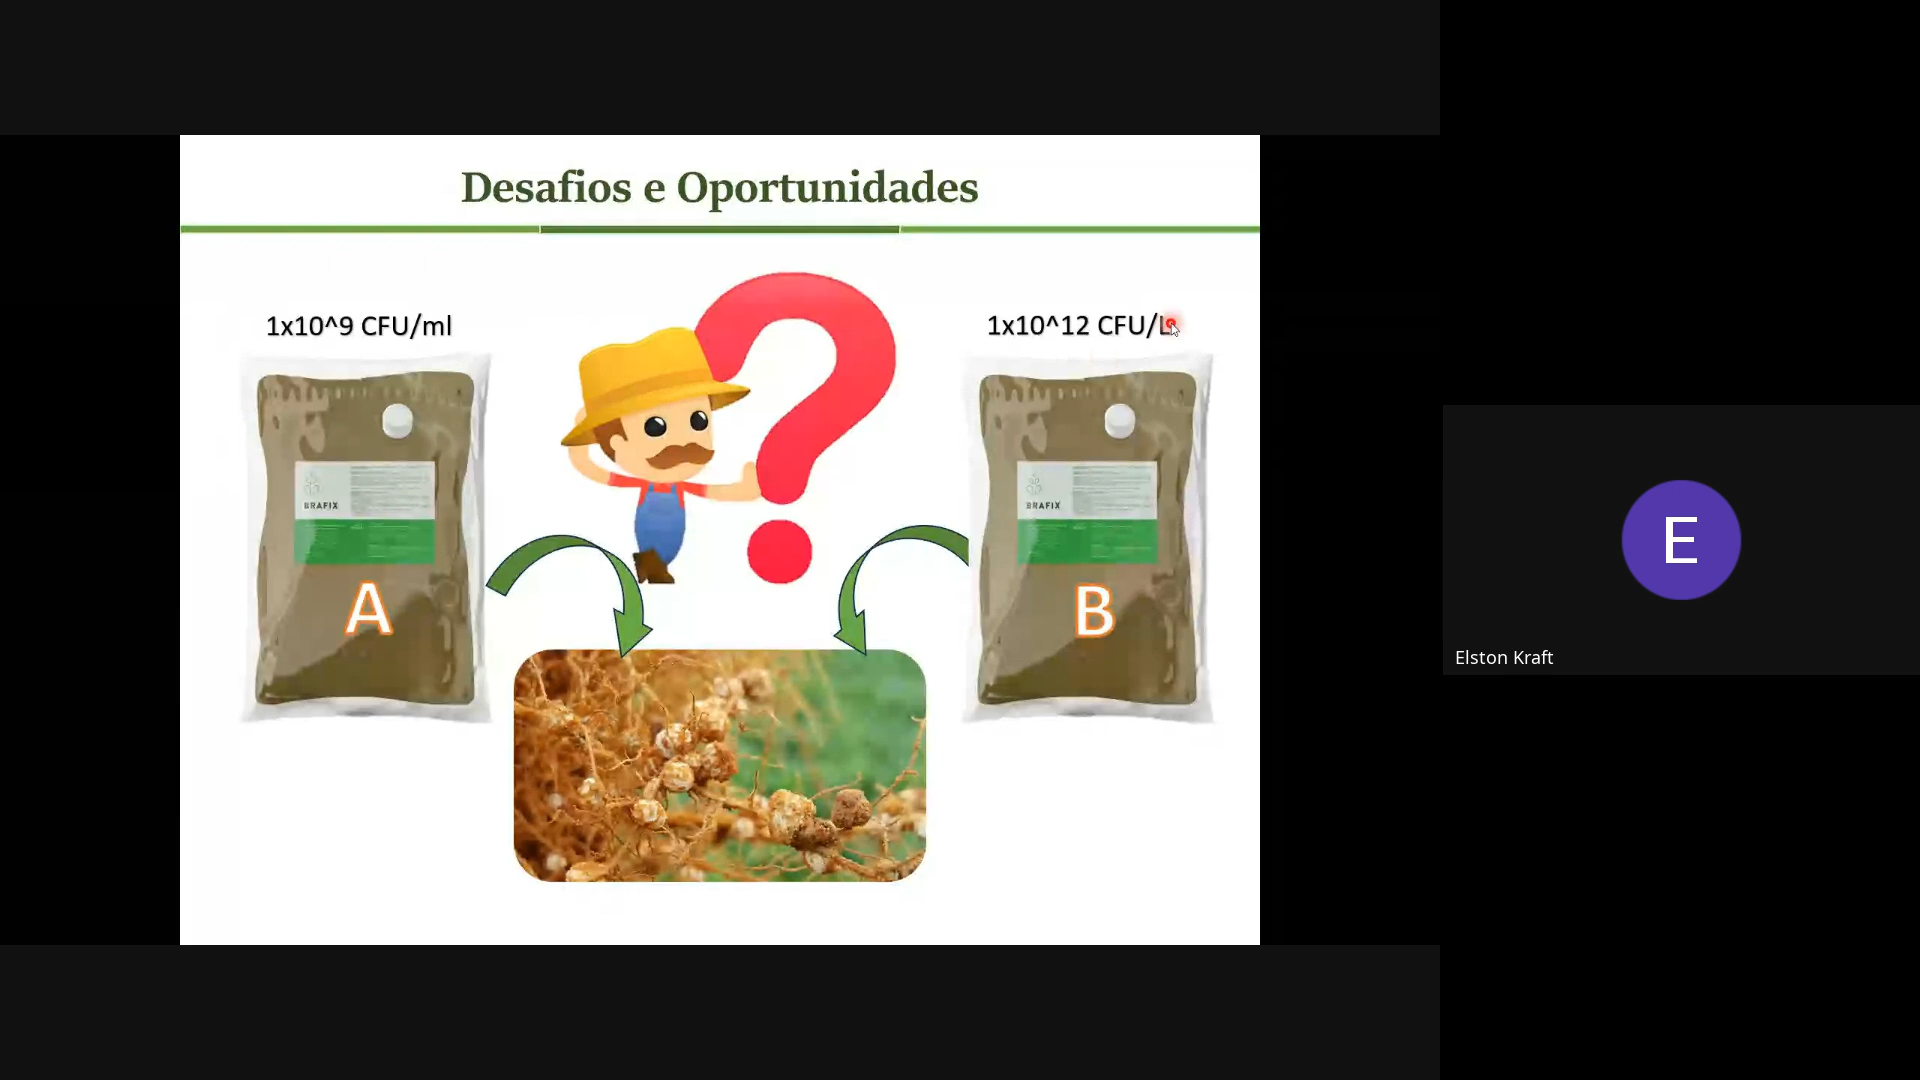 Desafios e Oportunidades
1x10^9 CFU/ml
1x10^12 CFU/L
BRAFIX
BRAFIX
A
B
E
Elston Kraft